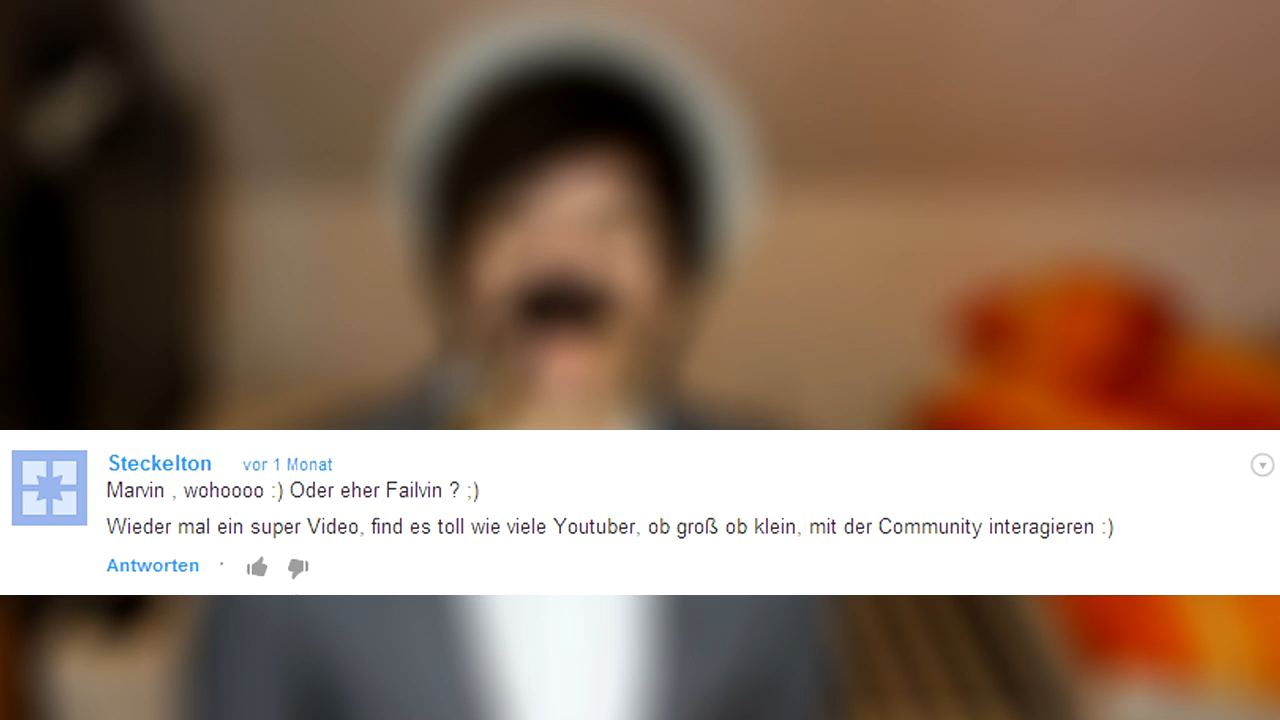 Steckelton vor 1 Monat
Marvin , wohoooo :) Oder eher Failvin ? ;)
Wieder mal ein super Video, find es toll wie viele Youtuber, ob groß ob klein, mit der Community interagieren :)
Antworten ·